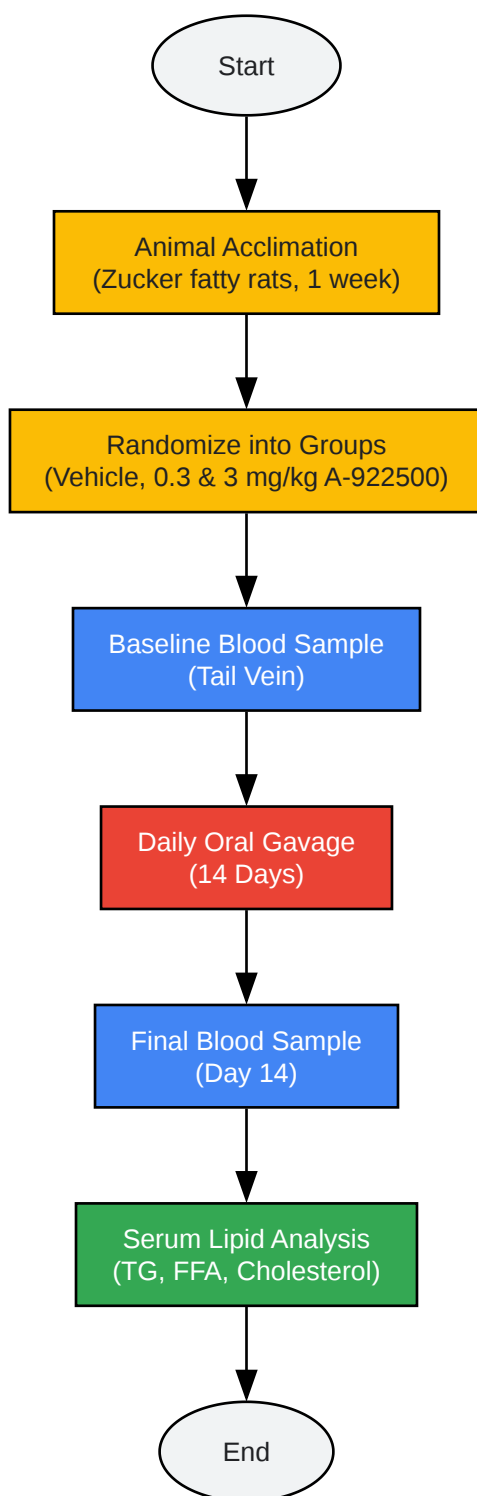 Start
Animal Acclimation
(Zucker fatty rats, 1 week)
Randomize into Groups
(Vehicle, 0.3 & 3 mg/kg A-922500)
Baseline Blood Sample
(Tail Vein)
Daily Oral Gavage
(14 Days)
Final Blood Sample
(Day 14)
Serum Lipid Analysis
(TG, FFA, Cholesterol)
End